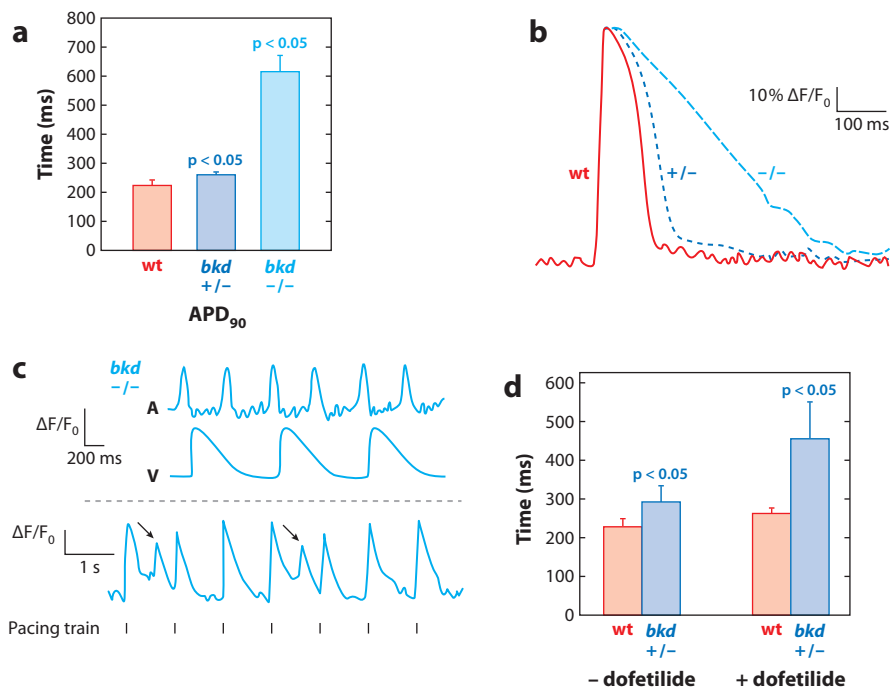 a
800
700
600
500
400
300
200
100
0
Time (ms)
p < 0.05
p < 0.05
wt
bkd
+/–
bkd
–/–
APD90
b
10% ΔF/F0
100 ms
wt
+/–
–/–
c
bkd
–/–
A
ΔF/F0
200 ms
V
ΔF/F0
1 s
Pacing train
d
600
500
400
300
200
100
0
Time (ms)
p < 0.05
p < 0.05
wt
bkd
+/–
wt
bkd
+/–
– dofetilide
+ dofetilide